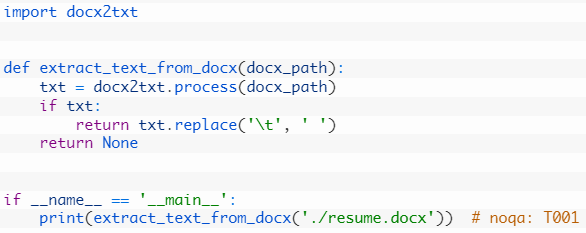 import docx2txt
def extract_text_from_docx(docx_path):
    txt = docx2txt.process(docx_path)
    if txt:
        return txt.replace('\t', ' ')
    return None
if __name__ == '__main__':
    print(extract_text_from_docx('./resume.docx'))  # noqa: T001